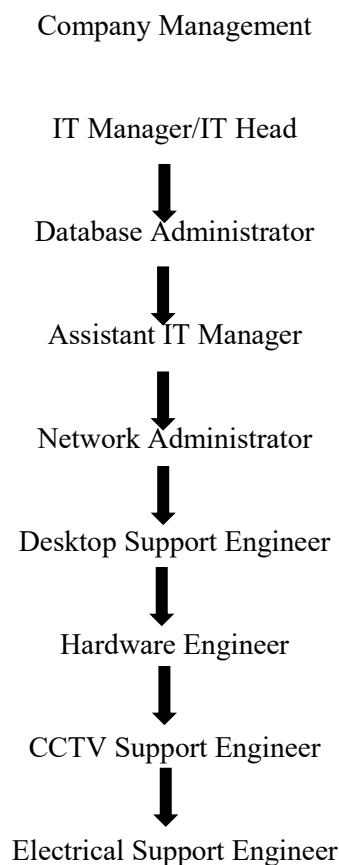 Company Management
IT Manager/IT Head
Database Administrator
Assistant IT Manager
Network Administrator
Desktop Support Engineer
Hardware Engineer
CCTV Support Engineer
Electrical Support Engineer